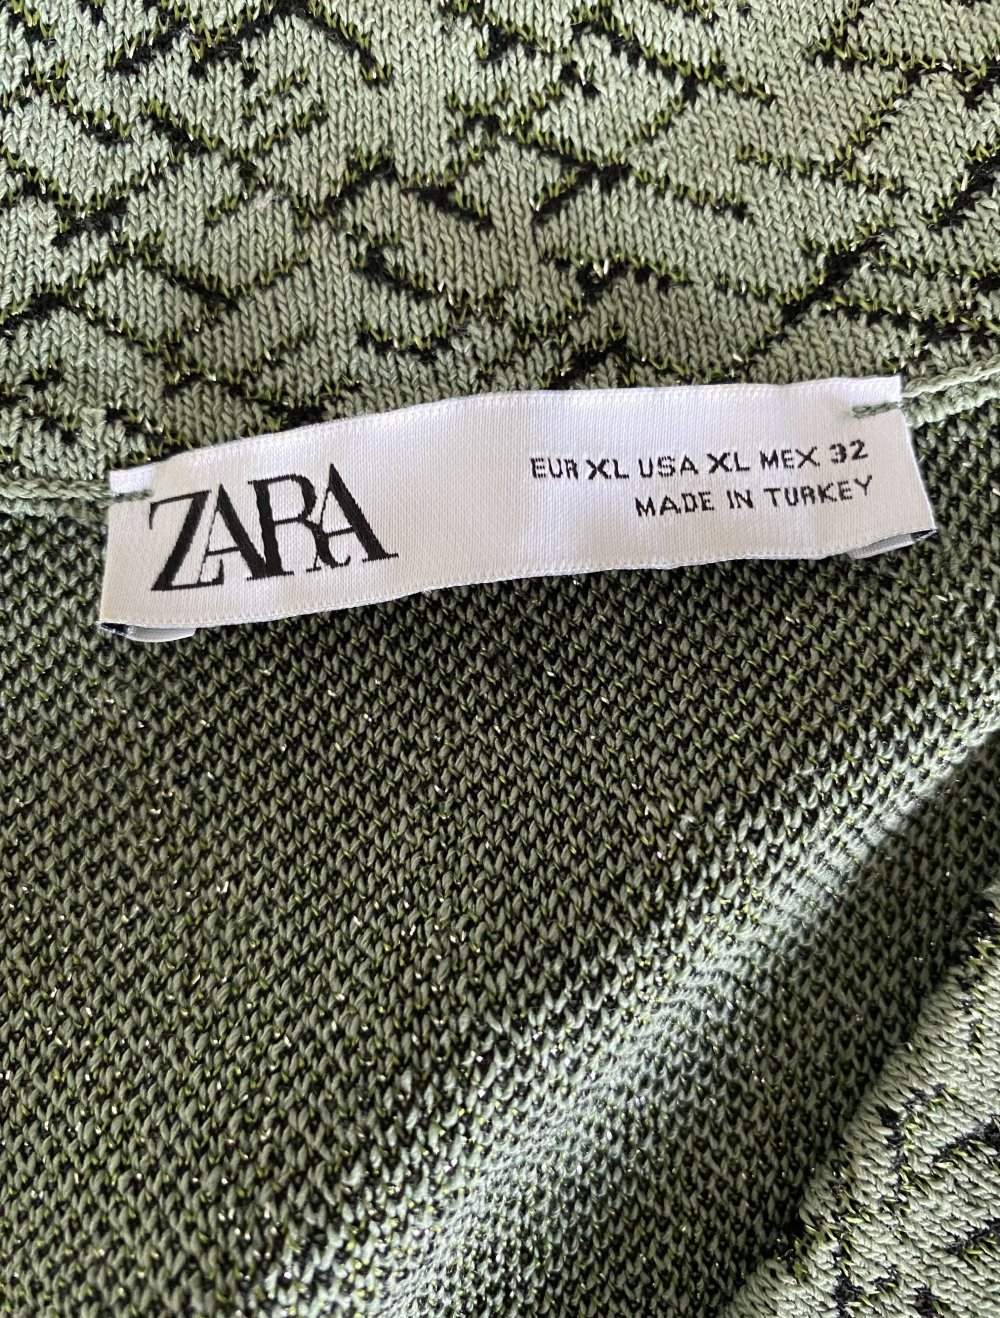 ZARA
EUR XL USA XL MEX 32
MADE IN TURKEY